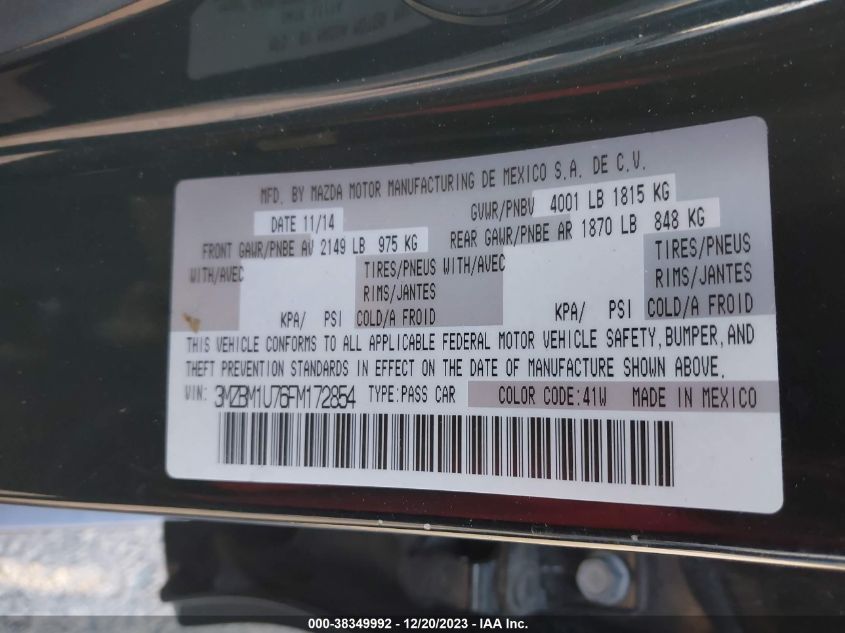 MFD. BY MAZDA MOTOR MANUFACTURING DE MEXICO S.A. DE C.V.
DATE 11/14 GVWR/PNBV 4001 LB 1815 KG
FRONT GAWR/PNBE AV 2149 LB 975 KG REAR GAWR/PNBE AR 1870 LB 848 KG
WITH/AVEC TIRES/PNEUS WITH/AVEC TIRES/PNEUS
RIMS/JANTES RIMS/JANTES
KPA/ PSI COLD/A FROID KPA/ PSI COLD/A FROID
THIS VEHICLE CONFORMS TO ALL APPLICABLE FEDERAL MOTOR VEHICLE SAFETY, BUMPER, AND
THEFT PREVENTION STANDARDS IN EFFECT ON THE DATE OF MANUFACTURE SHOWN ABOVE.
VIN: 3MZBM1U76FM172854 TYPE:PASS CAR COLOR CODE:41W MADE IN MEXICO
000-38349992 - 12/20/2023 - IAA Inc.